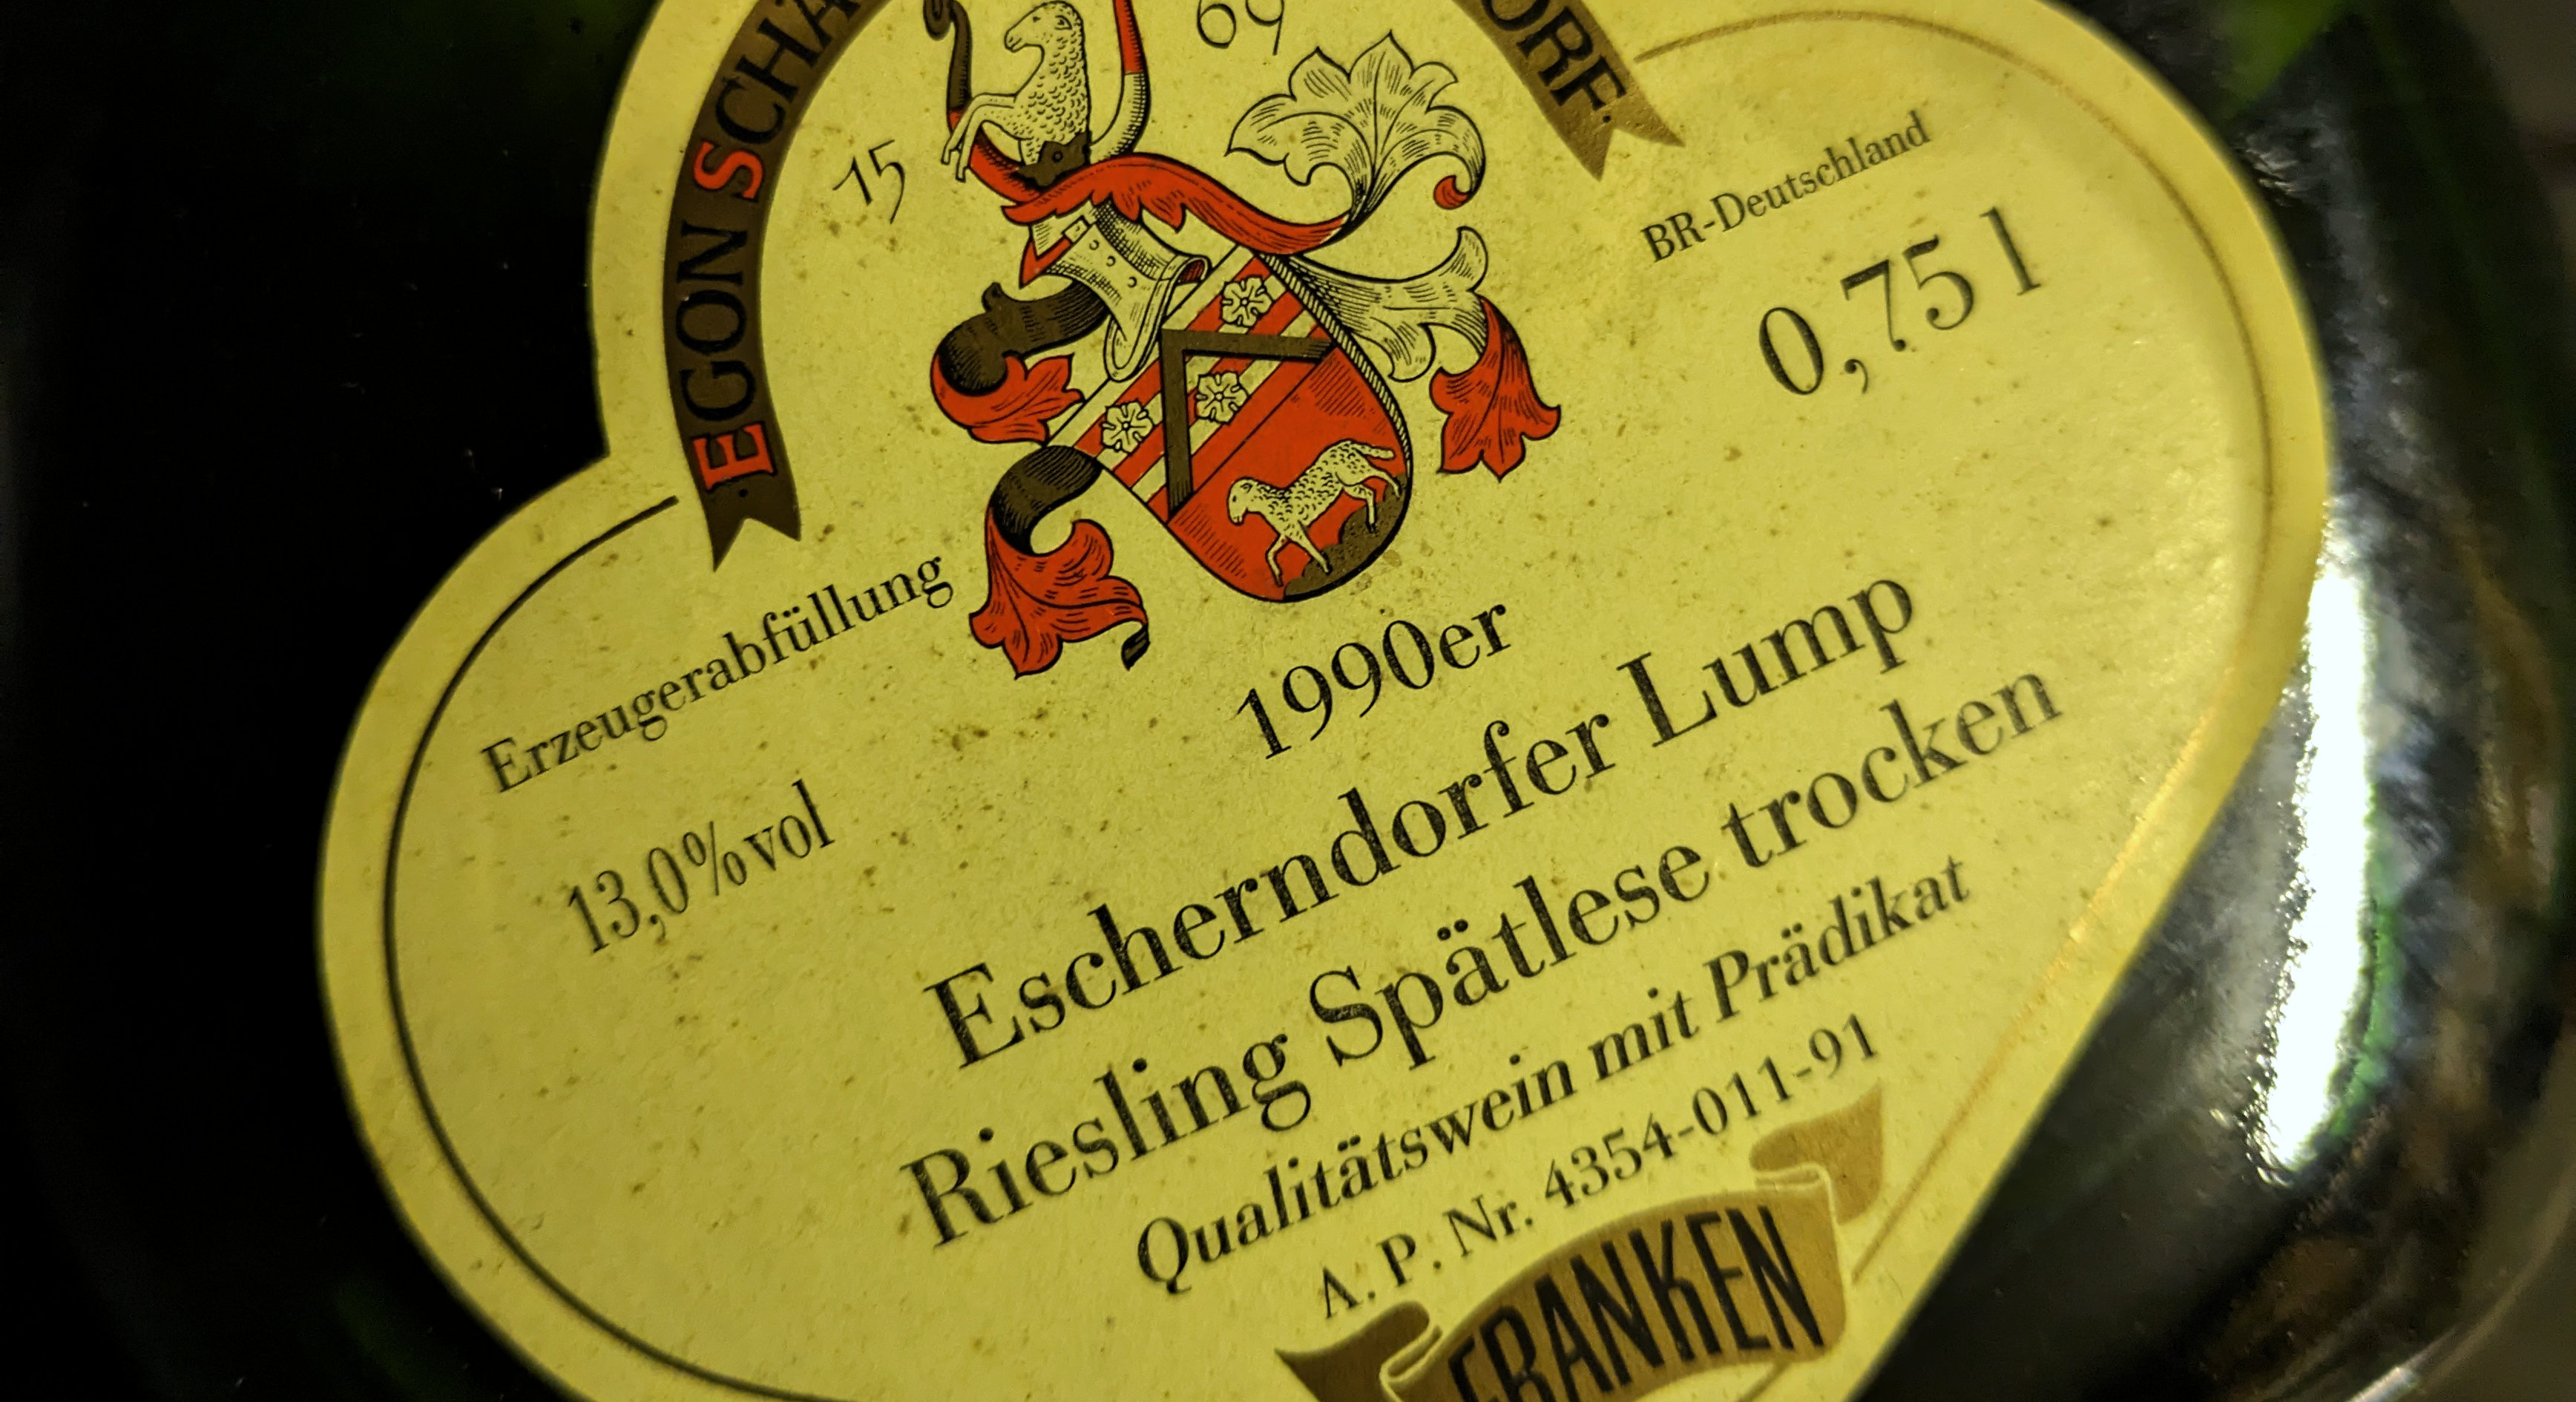 EGON SCHÄ
ORF.
15 69
BR-Deutschland
0,75 l
Erzeugerabfüllung
13,0% vol
1990er
Escherndorfer Lump
Riesling Spätlese trocken
Qualitätswein mit Prädikat
A. P. Nr. 4354-011-91
FRANKEN